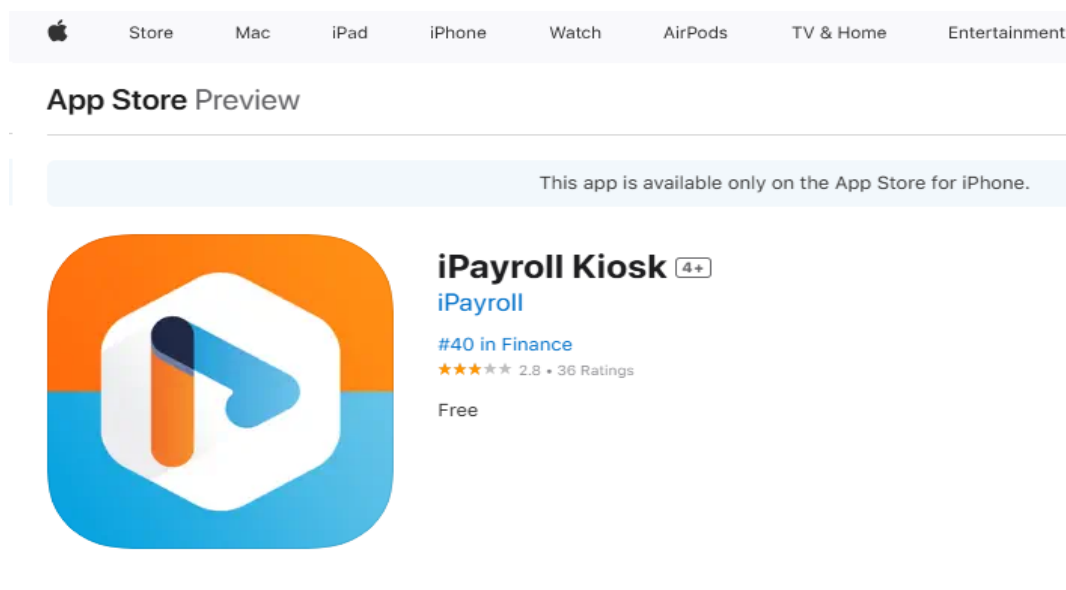 Store Mac iPad iPhone Watch AirPods TV & Home Entertainment
App Store Preview
This app is available only on the App Store for iPhone.
iPayroll Kiosk 4+
iPayroll
#40 in Finance
2.8 • 36 Ratings
Free